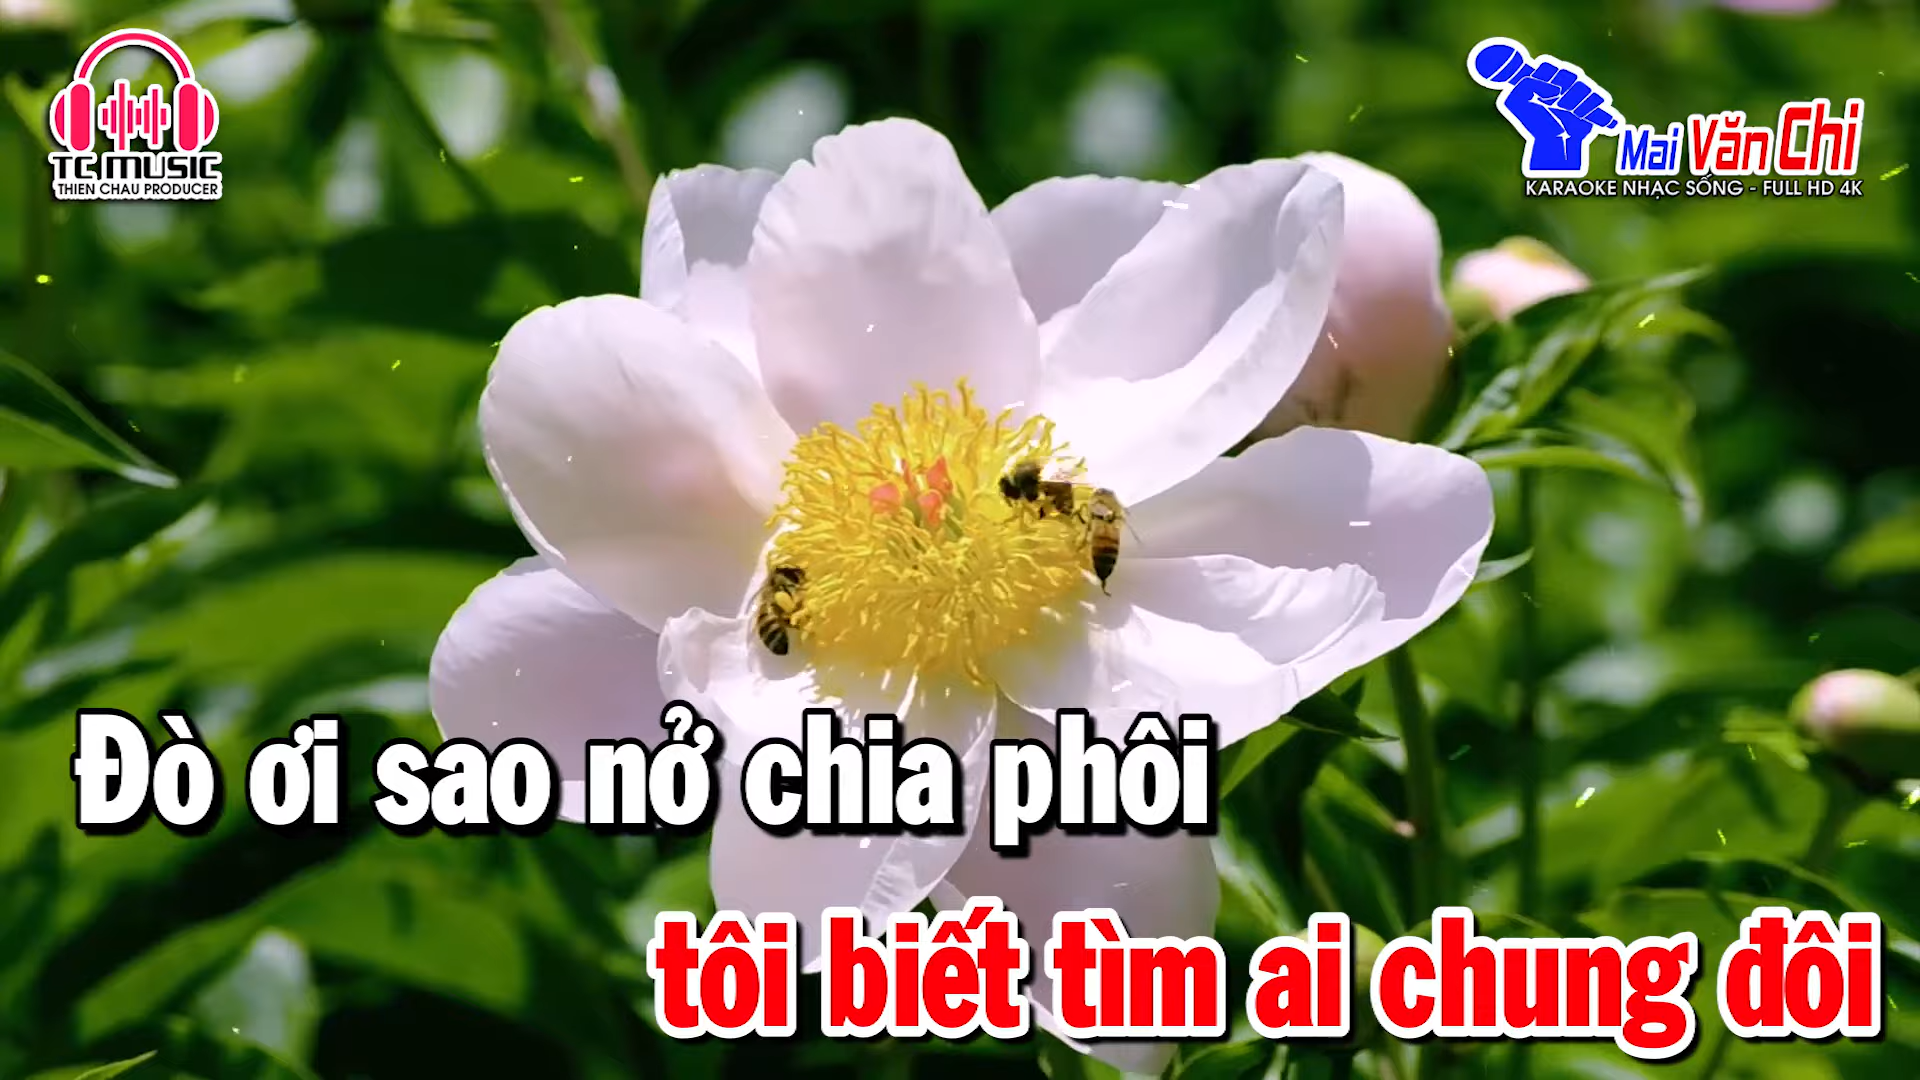 TC MUSIC
THIEN CHAU PRODUCER
Mai Văn Chi
KARAOKE NHẠC SỐNG - FULL HD 4K
Đò ơi sao nở chia phôi
tôi biết tìm ai chung đôi